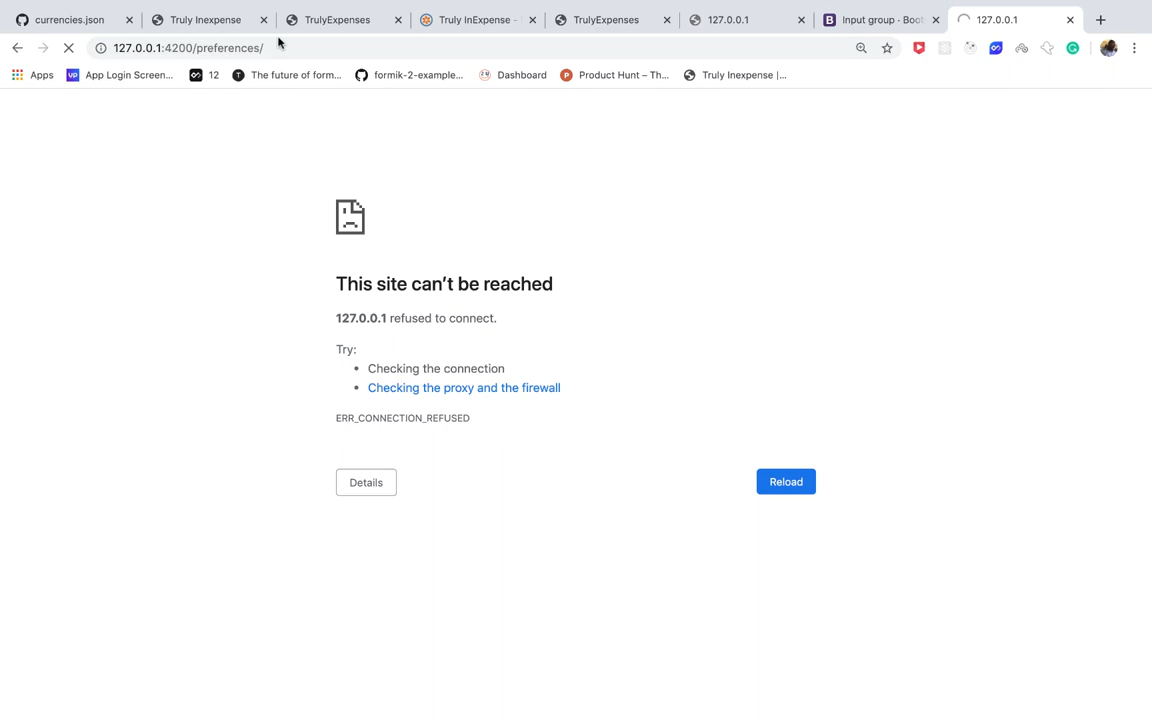 currencies.json
Truly Inexpense
TrulyExpenses
Truly InExpense -
TrulyExpenses
127.0.0.1
Input group · Boo
127.0.0.1
127.0.0.1:4200/preferences/
Apps
App Login Screen...
12
The future of form...
formik-2-example...
Dashboard
Product Hunt – Th...
Truly Inexpense |...
This site can't be reached
127.0.0.1 refused to connect.
Try:
• Checking the connection
• Checking the proxy and the firewall
ERR_CONNECTION_REFUSED
Details
Reload